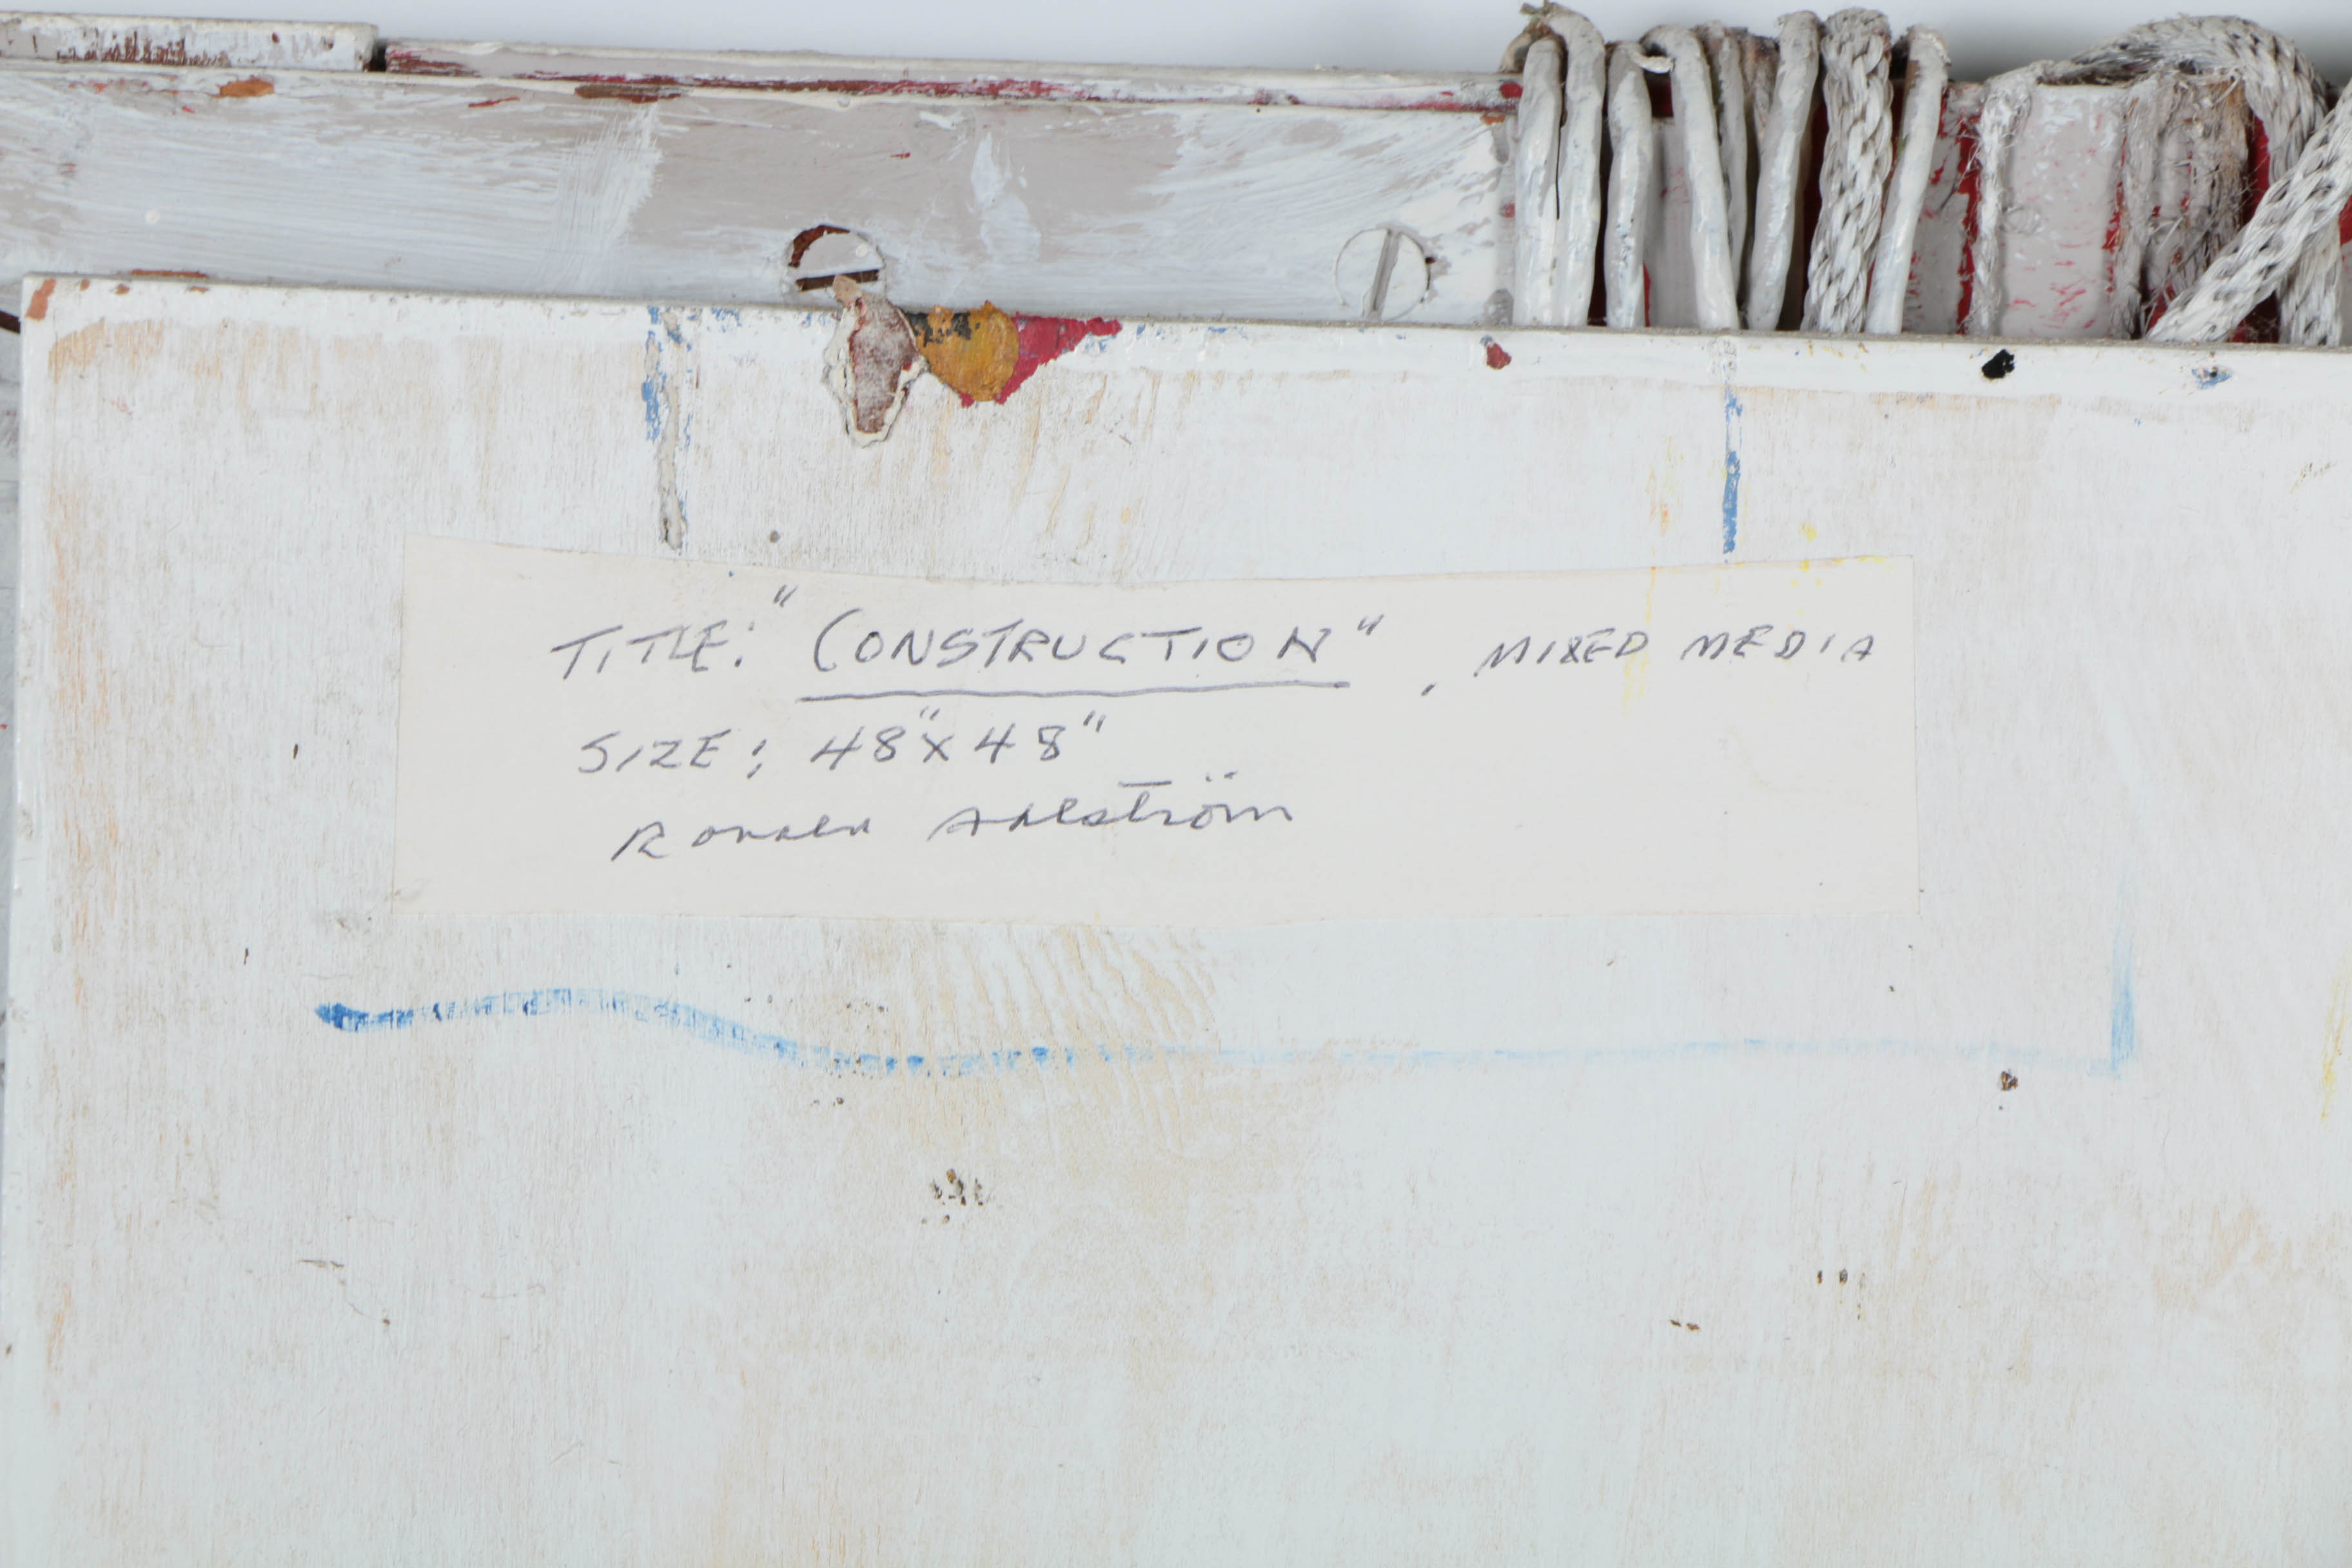 TITLE: "CONSTRUCTION", MIXED MEDIA
SIZE: 48"X48"
Ronald Ahlström